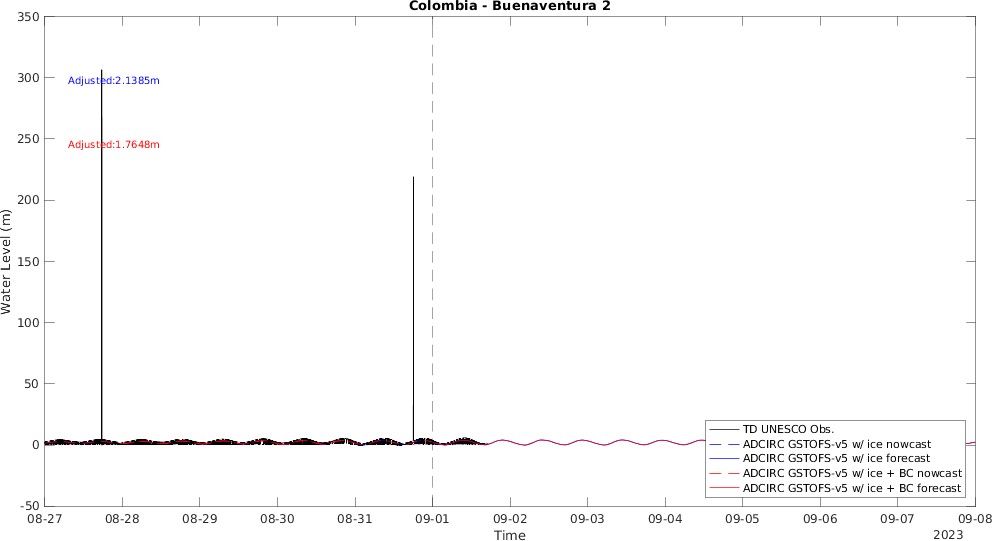 Colombia - Buenaventura 2
350
300
250
200
150
100
50
0
-50
Water Level (m)
Adjusted:2.1385m
Adjusted:1.7648m
TD UNESCO Obs.
ADCIRC GSTOFS-v5 w/ ice nowcast
ADCIRC GSTOFS-v5 w/ ice forecast
ADCIRC GSTOFS-v5 w/ ice + BC nowcast
ADCIRC GSTOFS-v5 w/ ice + BC forecast
08-27 08-28 08-29 08-30 08-31 09-01 09-02 09-03 09-04 09-05 09-06 09-07 09-08
Time
2023